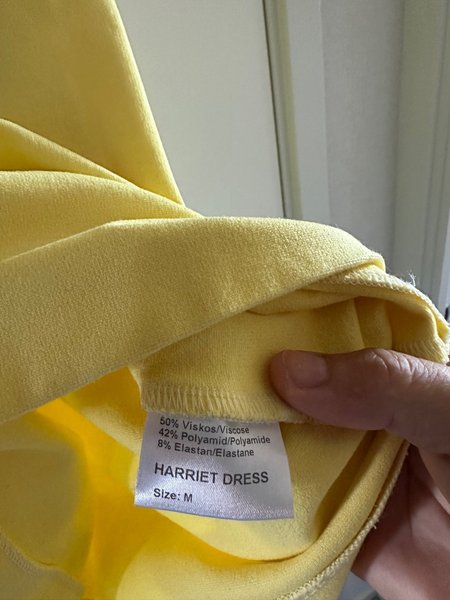 50% Viskos/Viscose
42% Polyamid/Polyamide
8% Elastan/Elastane
HARRIET DRESS
Size: M